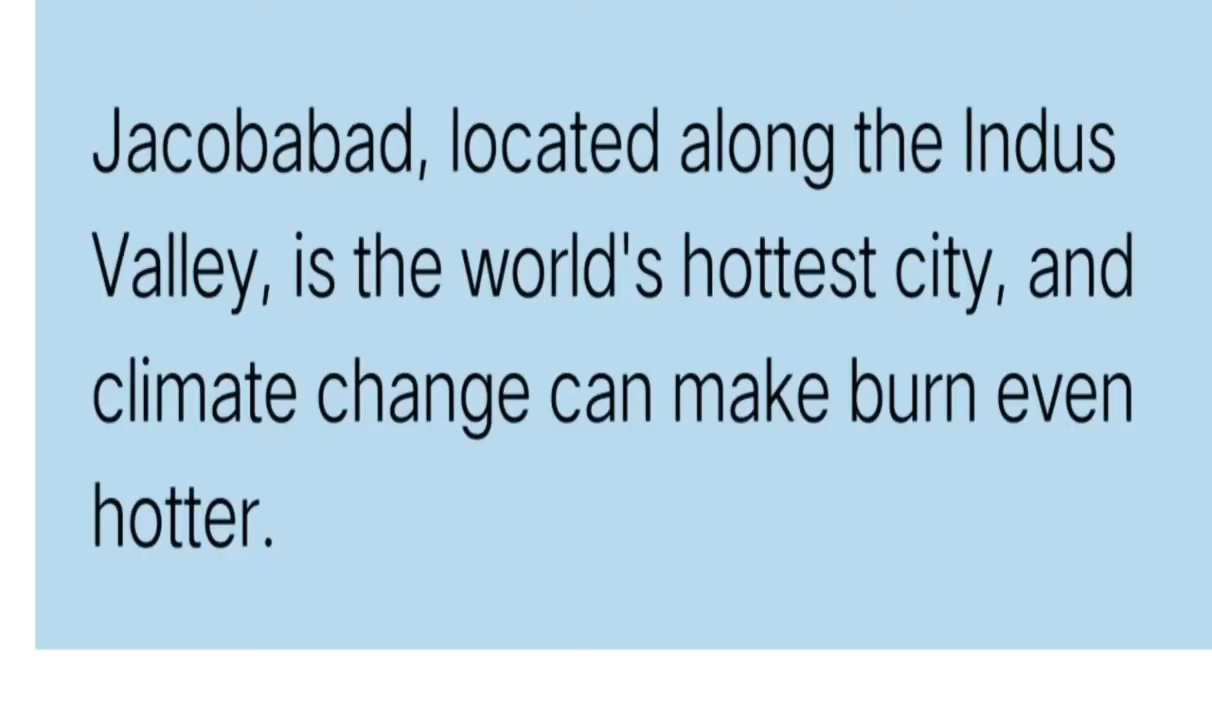 Jacobabad, located along the Indus
Valley, is the world's hottest city, and
climate change can make burn even
hotter.